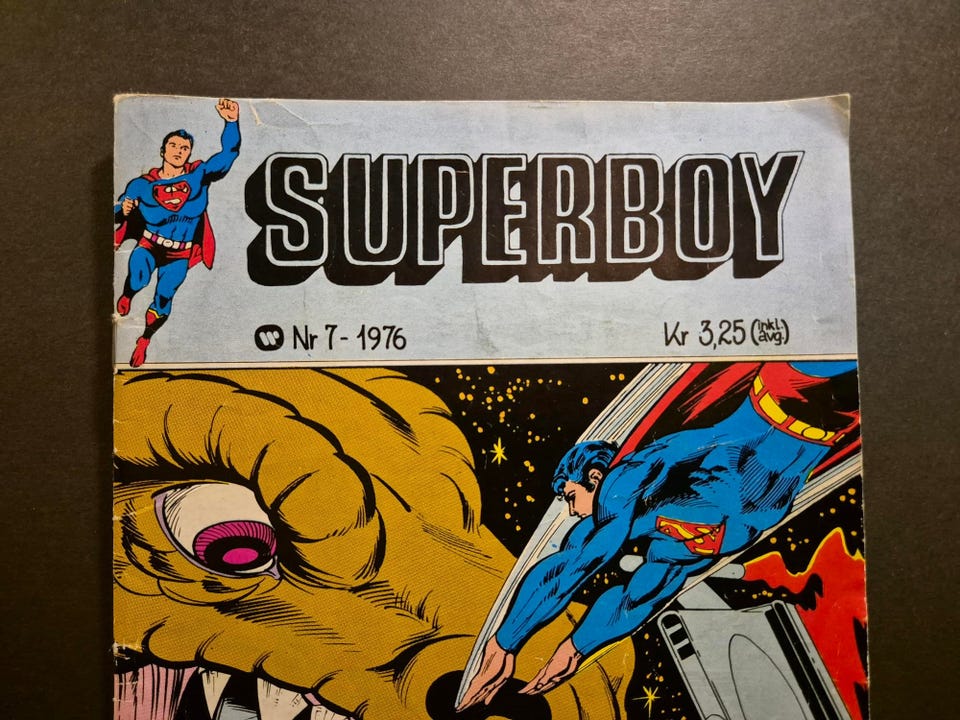 SUPERBOY
Nr 7 - 1976
Kr 3,25 (inkl. avg.)